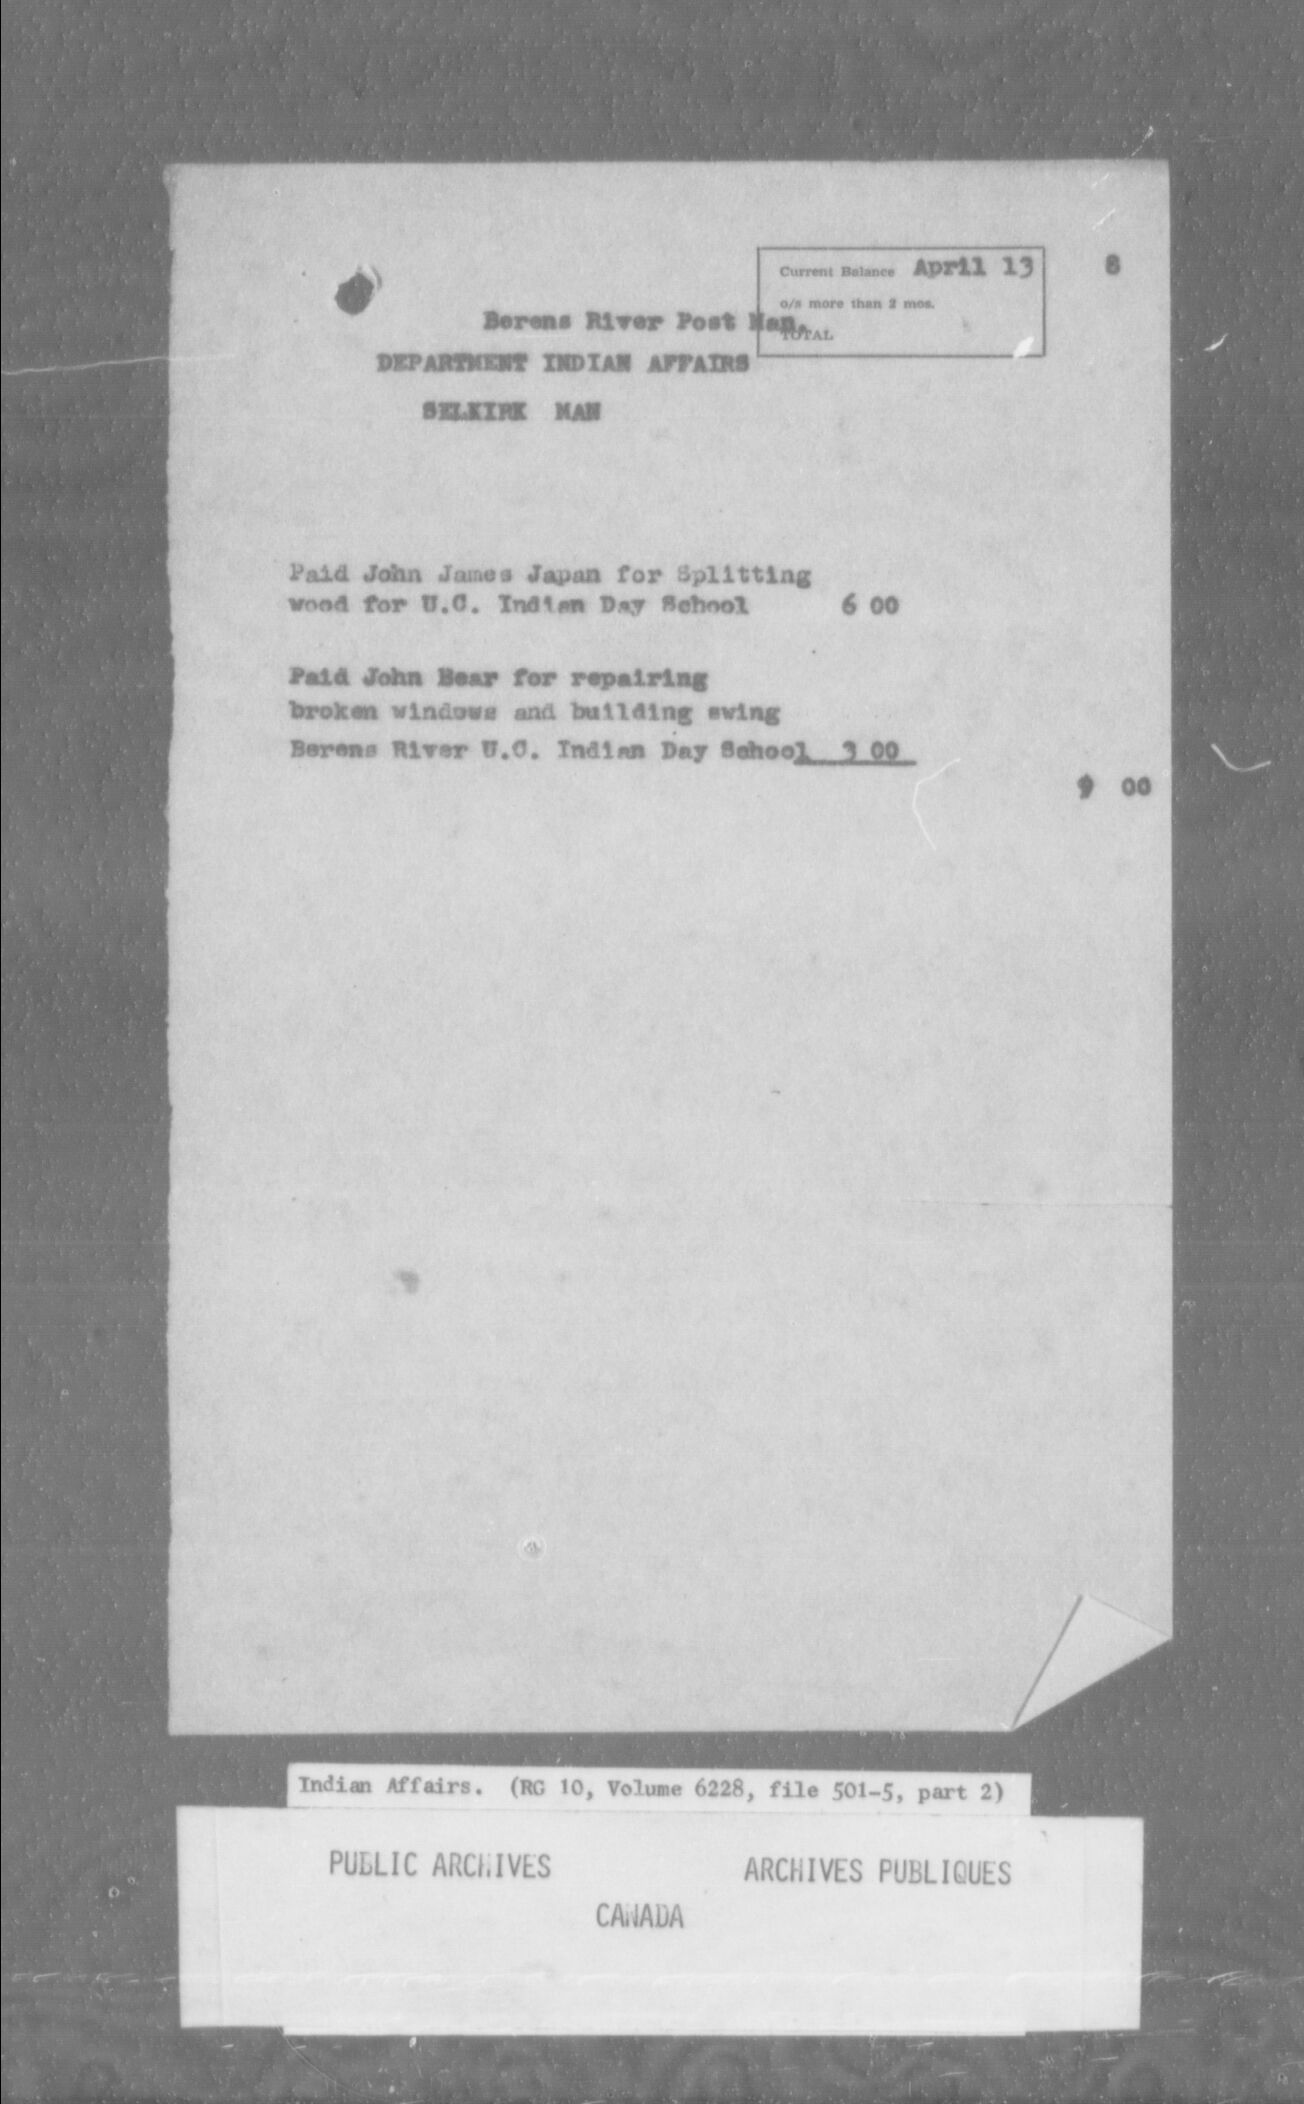 Current Balance April 13 8
o/s more than 2 mos.
Berens River Post Man.
TOTAL
DEPARTMENT INDIAN AFFAIRS
SELKIRK MAN
Paid John James Japan for Splitting
wood for U.C. Indian Day School 6 00
Paid John Bear for repairing
broken windows and building swing
Berens River U.C. Indian Day School 3 00
9 00
Indian Affairs. (RG 10, Volume 6228, file 501-5, part 2)
PUBLIC ARCHIVES ARCHIVES PUBLIQUES
CANADA